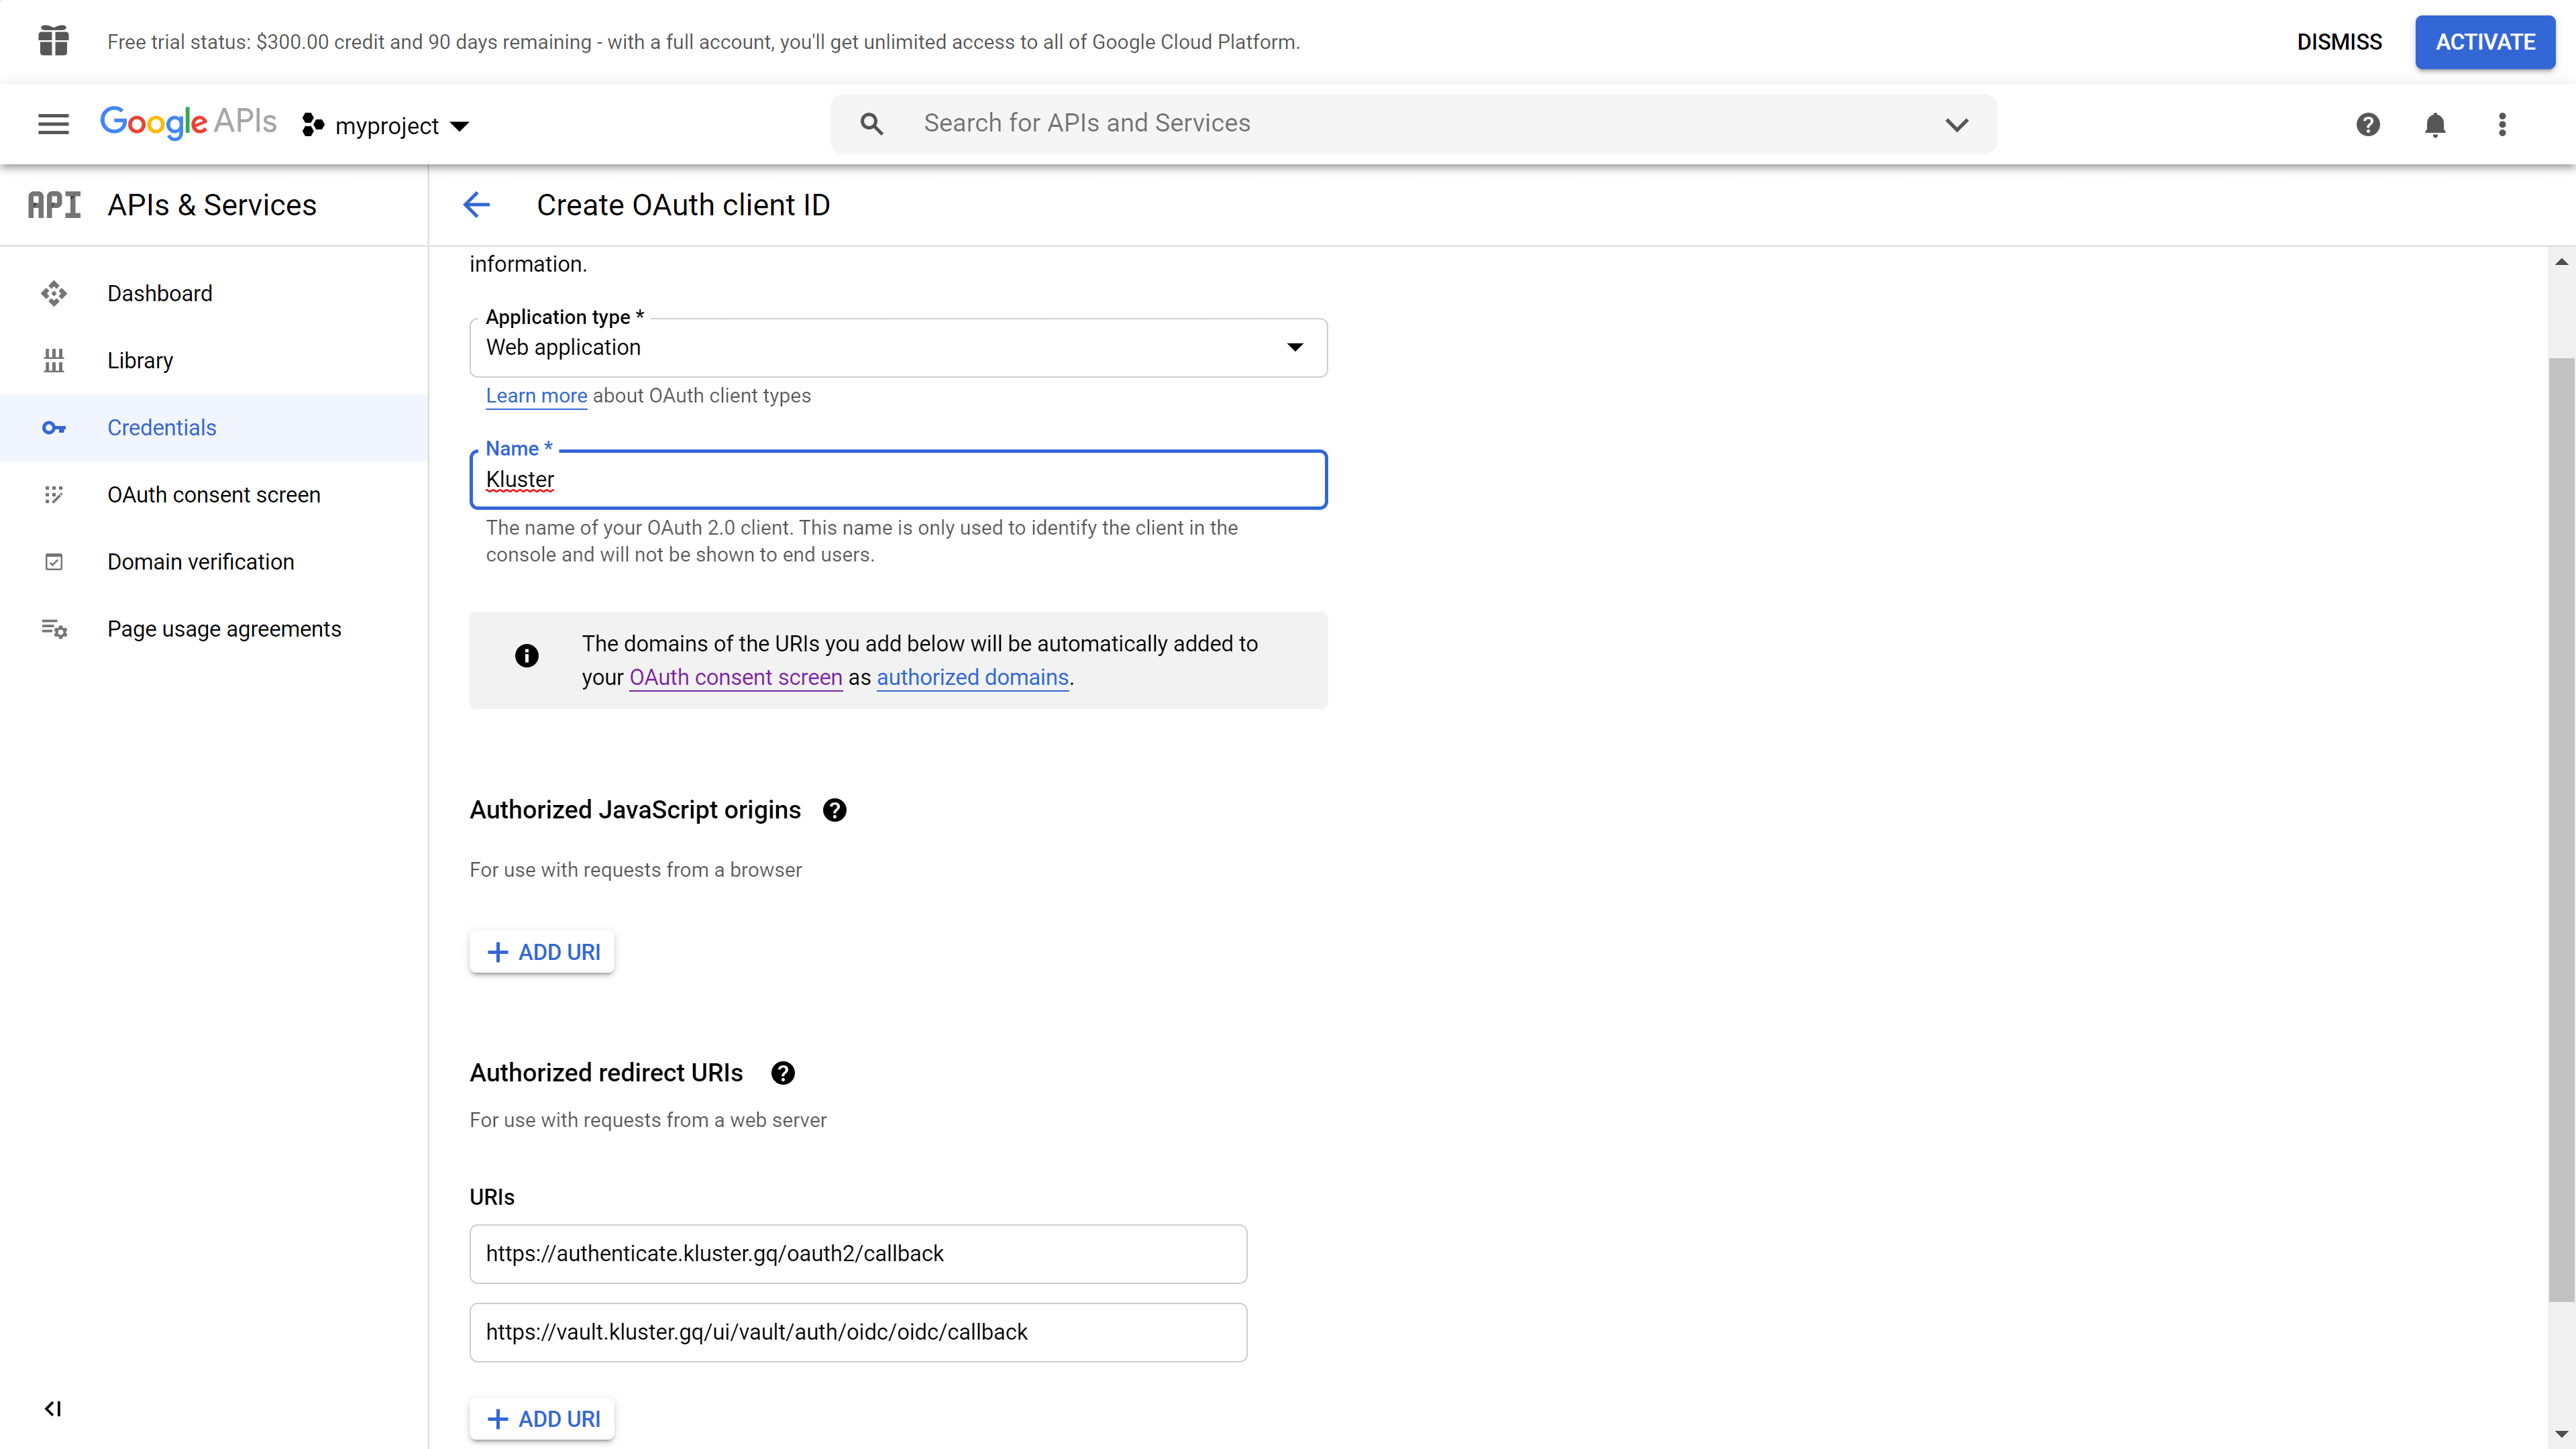 Free trial status: $300.00 credit and 90 days remaining - with a full account, you'll get unlimited access to all of Google Cloud Platform.
DISMISS
ACTIVATE
Google APIs
myproject
Search for APIs and Services
API APIs & Services
Create OAuth client ID
Dashboard
Library
Credentials
OAuth consent screen
Domain verification
Page usage agreements
information.
Application type *
Web application
Learn more about OAuth client types
Name *
Kluster
The name of your OAuth 2.0 client. This name is only used to identify the client in the
console and will not be shown to end users.
The domains of the URIs you add below will be automatically added to
your OAuth consent screen as authorized domains.
Authorized JavaScript origins
For use with requests from a browser
+ ADD URI
Authorized redirect URIs
For use with requests from a web server
URIs
https://authenticate.kluster.gq/oauth2/callback
https://vault.kluster.gq/ui/vault/auth/oidc/oidc/callback
+ ADD URI